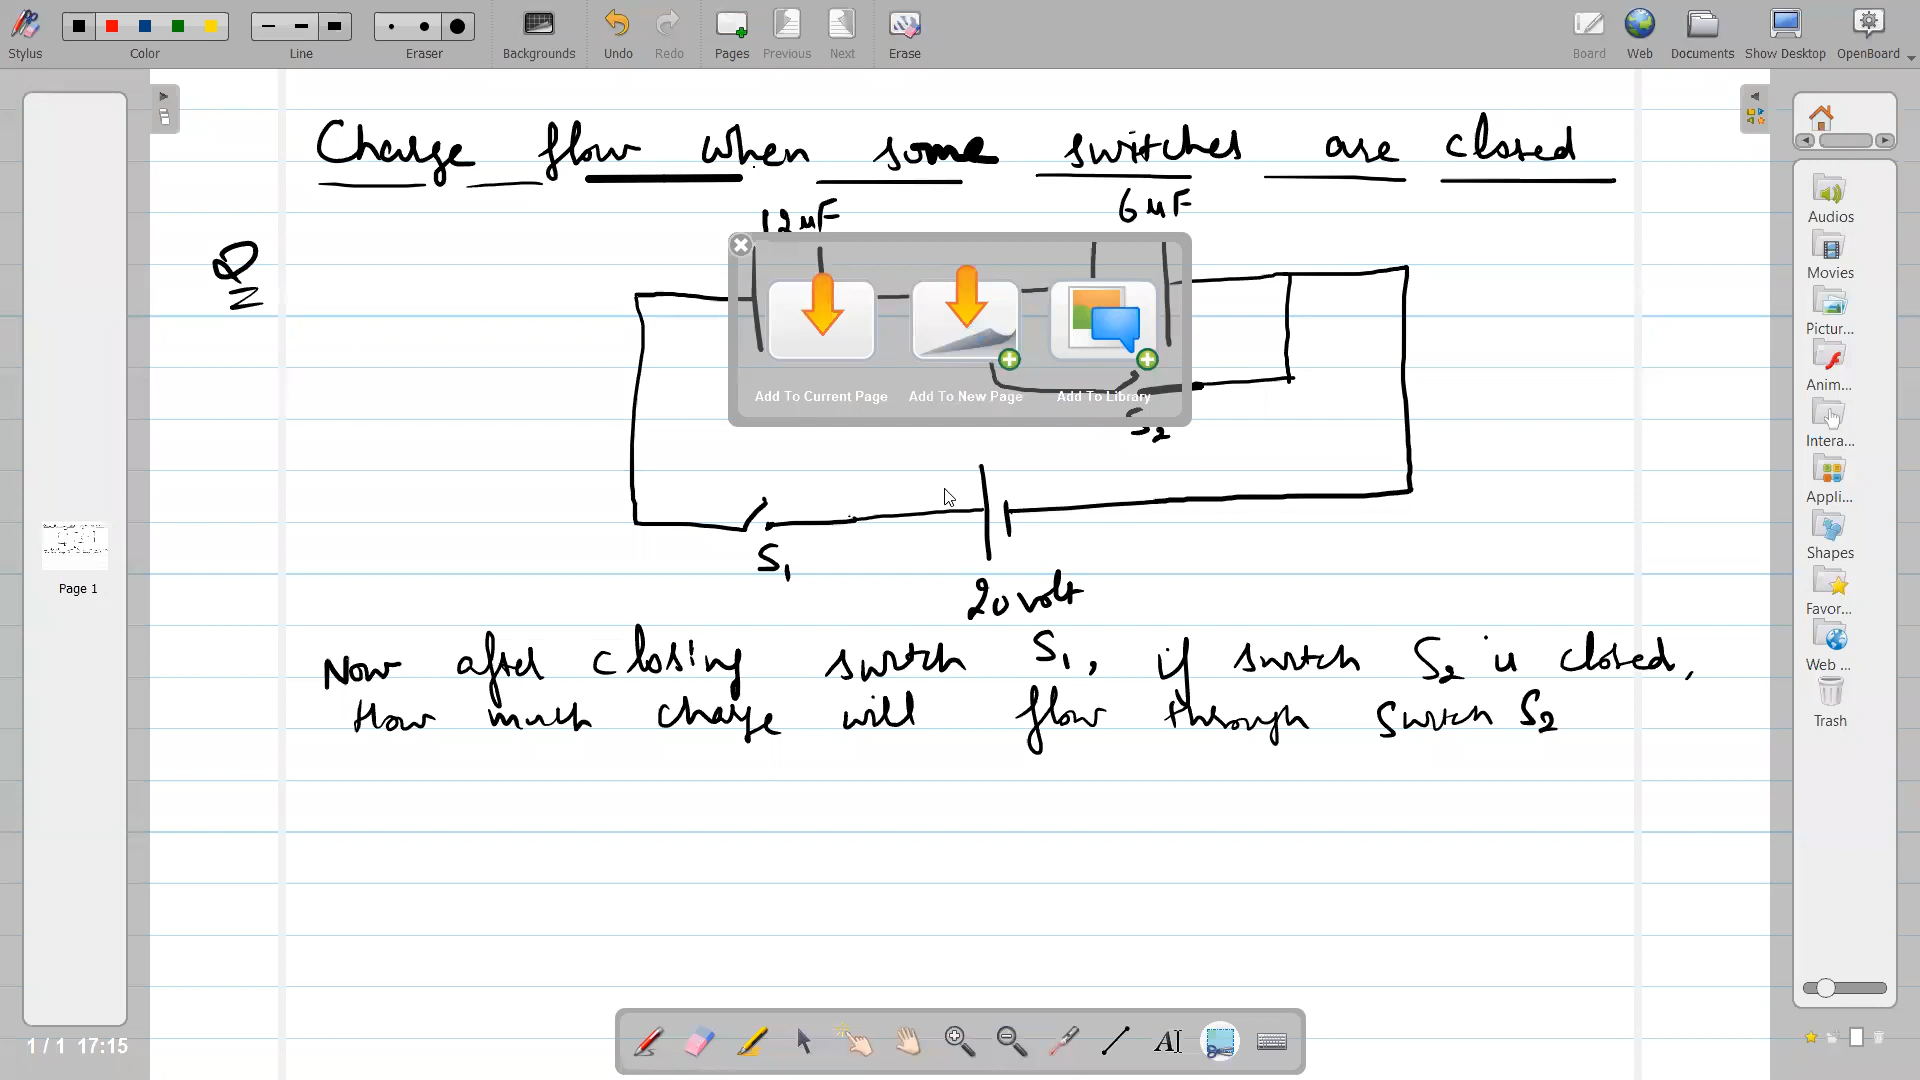 Stylus
Color
Line
Eraser
Backgrounds
Undo
Redo
Pages
Previous
Next
Erase
Board
Web
Documents
Show Desktop
OpenBoard
Charge flow when some switches are closed
12 μF
6 μF
Q
Add To Current Page
Add To New Page
Add To Library
S2
S1
20 volt
Now after closing switch S1, if switch S2 is closed,
How much charge will flow through switch S2
Page 1
1 / 1 17:15
Audios
Movies
Pictur...
Anim...
Intera...
Appli...
Shapes
Favor...
Web ...
Trash
AI